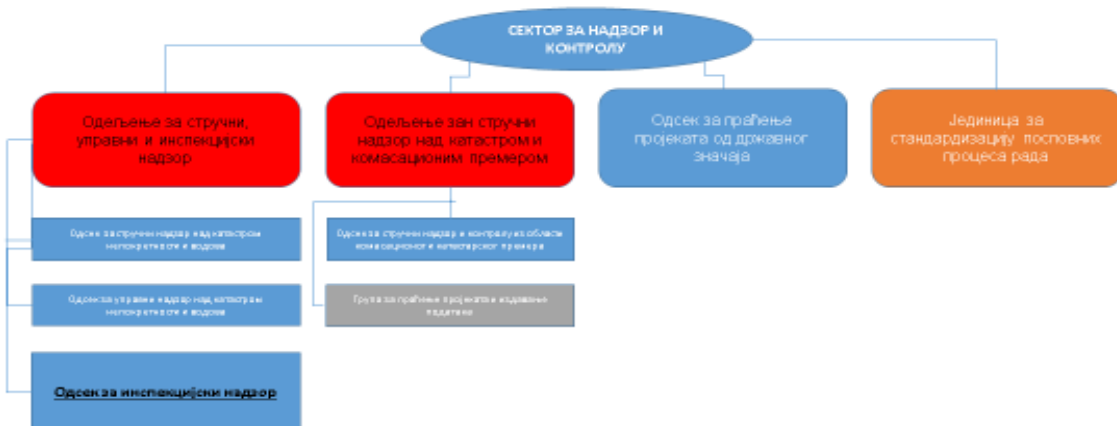 СЕКТОР ЗА НАДЗОР И
КОНТРОЛУ
Одељење за стручни,
управни и инспекцијски
надзор
Одељење зан стручни
надзор над катастром и
комасационим премером
Одсек за праћење
пројеката од државног
значаја
Јединица за
стандардизацију пословних
процеса рада
Одсек за стручни надзор над катастром
непокретности и водова
Одсек за стручни надзор и контролу из области
комасационог и катастарског премера
Одсек за управни надзор над катастром
непокретности и водова
Група за праћење пројеката и издавање
података
Одсек за инспекцијски надзор